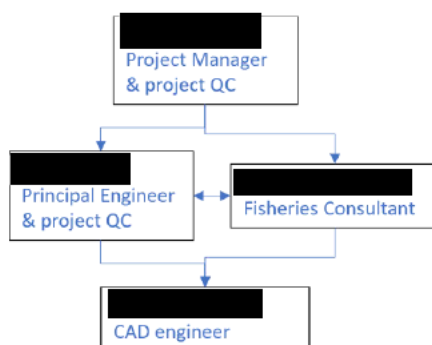 Project Manager
& project QC
Principal Engineer
& project QC
Fisheries Consultant
CAD engineer